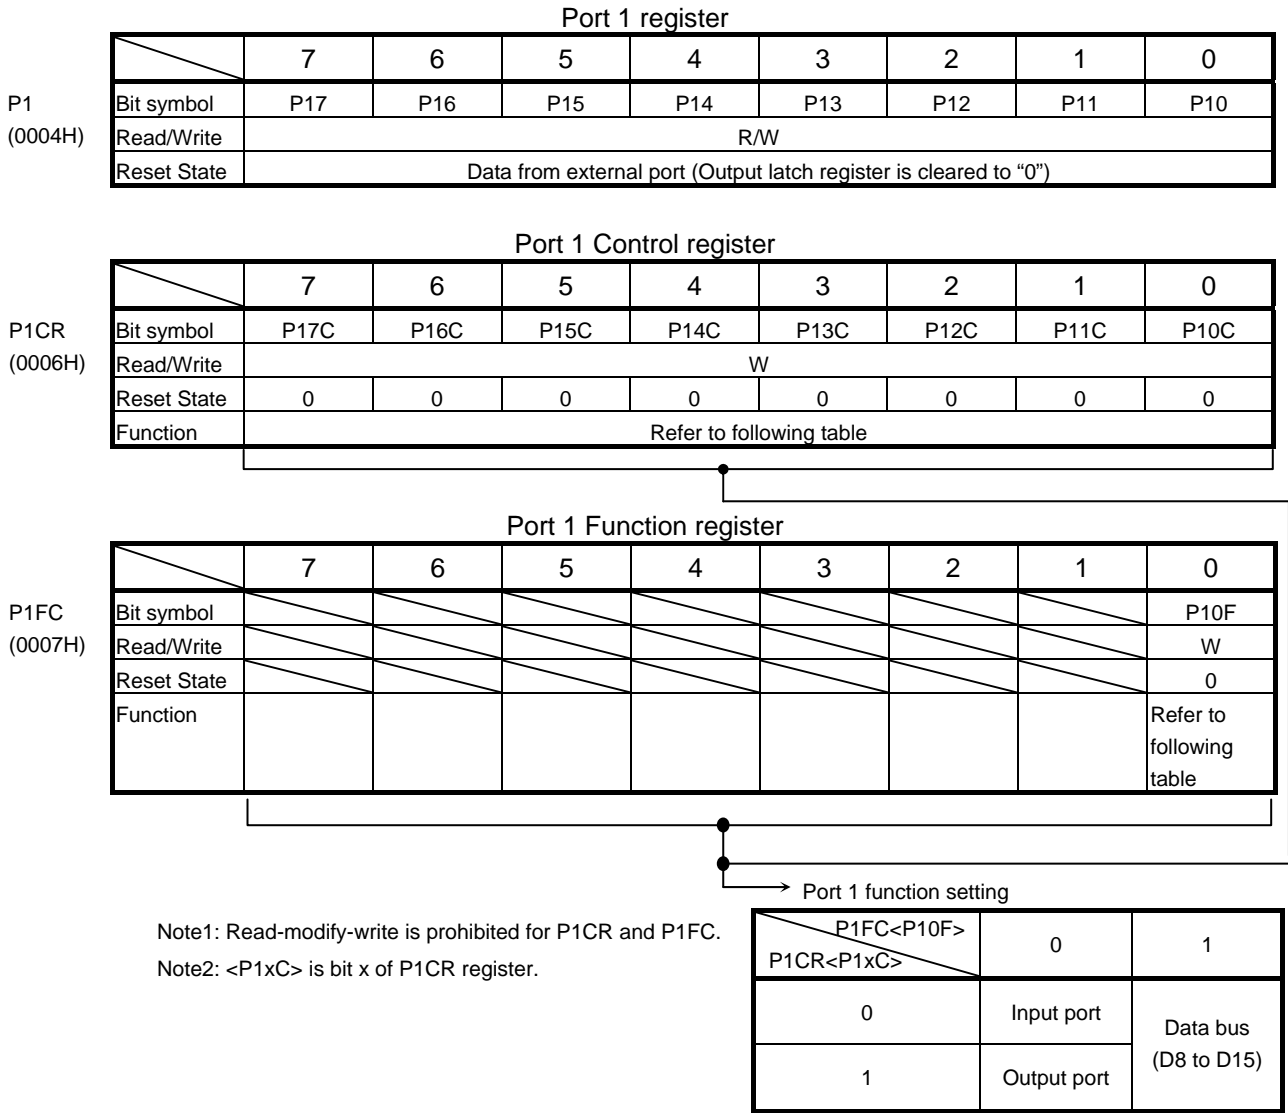 Port 1 register
7 6 5 4 3 2 1 0
P1 (0004H)
Bit symbol P17 P16 P15 P14 P13 P12 P11 P10
Read/Write R/W
Reset State Data from external port (Output latch register is cleared to “0”)
Port 1 Control register
7 6 5 4 3 2 1 0
P1CR (0006H)
Bit symbol P17C P16C P15C P14C P13C P12C P11C P10C
Read/Write W
Reset State 0 0 0 0 0 0 0 0
Function Refer to following table
Port 1 Function register
7 6 5 4 3 2 1 0
P1FC (0007H)
Bit symbol P10F
Read/Write W
Reset State 0
Function Refer to
following
table
Port 1 function setting
Note1: Read-modify-write is prohibited for P1CR and P1FC.
Note2: <P1xC> is bit x of P1CR register.
P1FC<P10F> 0 1
P1CR<P1xC>
0 Input port
Data bus
(D8 to D15)
1 Output port